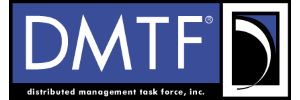 DMTF®
distributed management task force, inc.